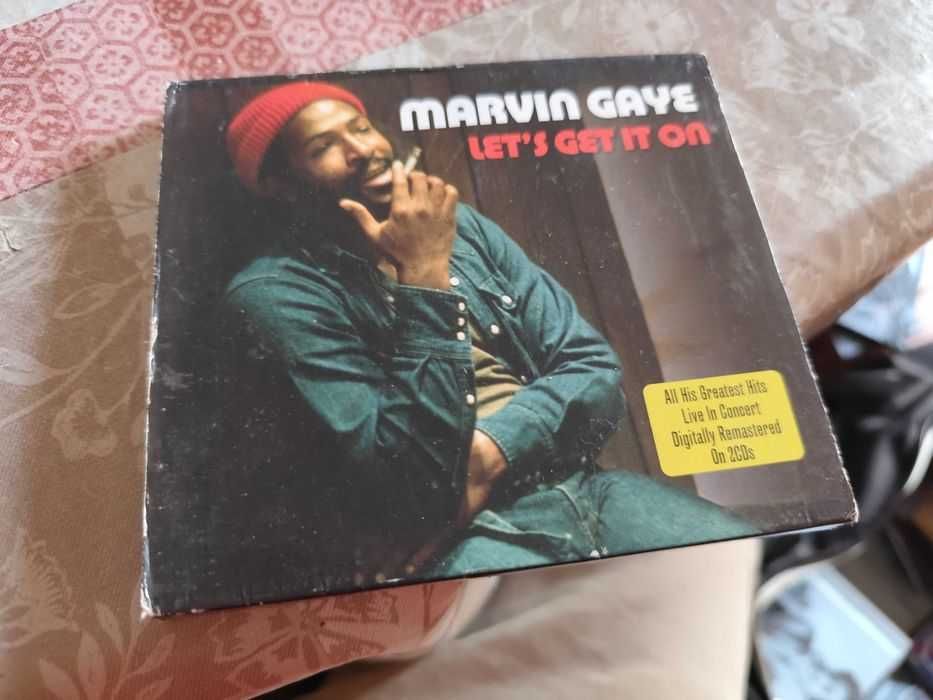 MARVIN GAYE
LET'S GET IT ON
All His Greatest Hits
Live In Concert
Digitally Remastered
On 2CDs